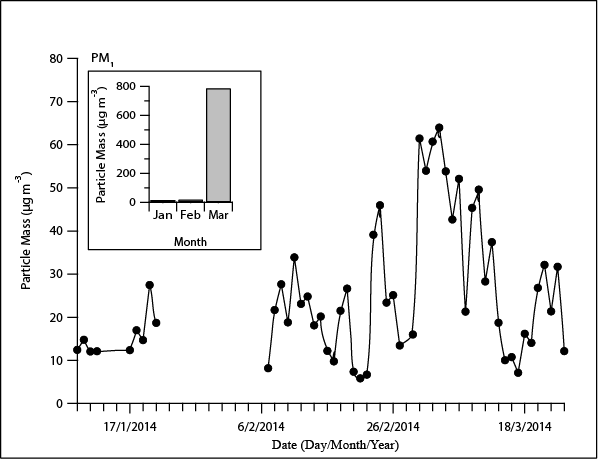 PM1
80
70
60
50
40
30
20
10
0
Particle Mass (µg m-3)
800
600
400
200
0
Particle Mass (µg m-3)
Jan Feb Mar
Month
17/1/2014 6/2/2014 26/2/2014 18/3/2014
Date (Day/Month/Year)